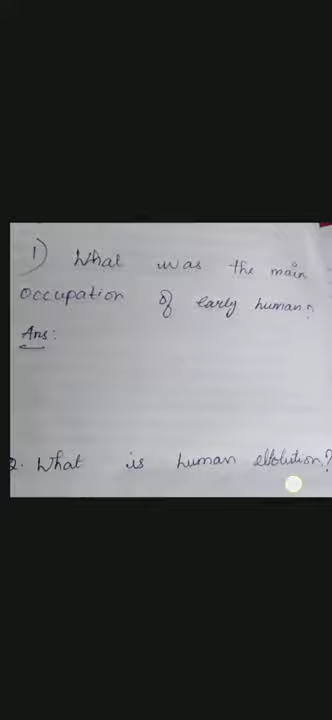 1) What was the main
occupation of early human?
Ans:
2. What is human evolution?